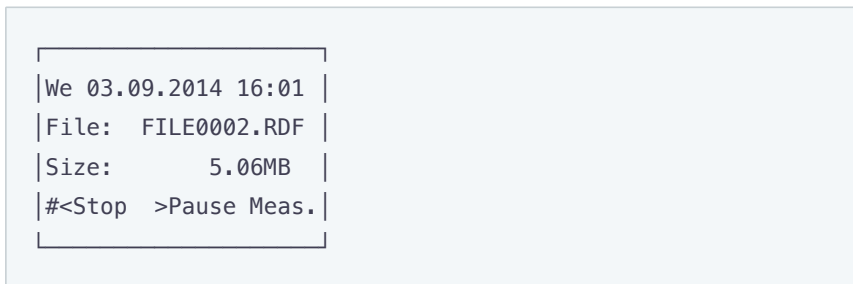 We 03.09.2014 16:01
File: FILE0002.RDF
Size: 5.06MB
#<Stop >Pause Meas.